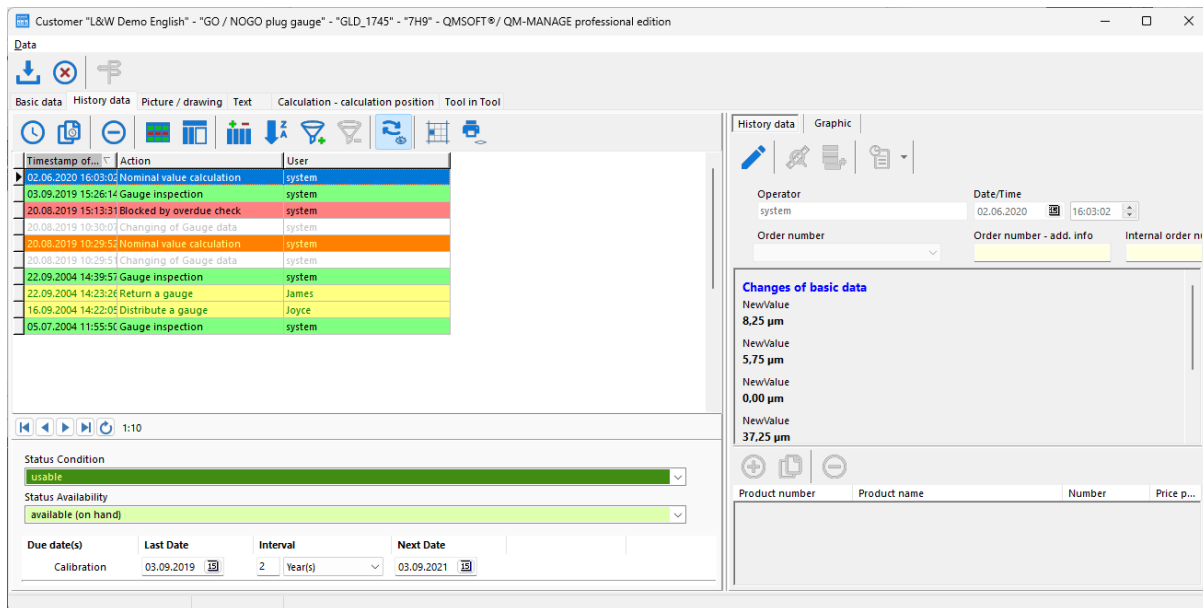 Customer "L&W Demo English" - "GO / NOGO plug gauge" - "GLD_1745" - "7H9" - QMSOFT®/ QM-MANAGE professional edition
Data
Basic data History data Picture / drawing Text Calculation - calculation position Tool in Tool
Timestamp of... Action User
02.06.2020 16:03:02 Nominal value calculation system
03.09.2019 15:26:14 Gauge inspection system
20.08.2019 15:13:31 Blocked by overdue check system
20.08.2019 10:30:07 Changing of Gauge data system
20.08.2019 10:29:52 Nominal value calculation system
20.08.2019 10:29:51 Changing of Gauge data system
22.09.2004 14:39:57 Gauge inspection system
22.09.2004 14:23:26 Return a gauge James
16.09.2004 14:22:05 Distribute a gauge Joyce
05.07.2004 11:55:50 Gauge inspection system
1:10
Status Condition
usable
Status Availability
available (on hand)
Due date(s) Last Date Interval Next Date
Calibration 03.09.2019 15 2 Year(s) 03.09.2021 15
History data Graphic
Operator Date/Time
system 02.06.2020 15 16:03:02
Order number Order number - add. info Internal order
Changes of basic data
NewValue
8,25 µm
NewValue
5,75 µm
NewValue
0,00 µm
NewValue
37,25 µm
Product number Product name Number Price p...